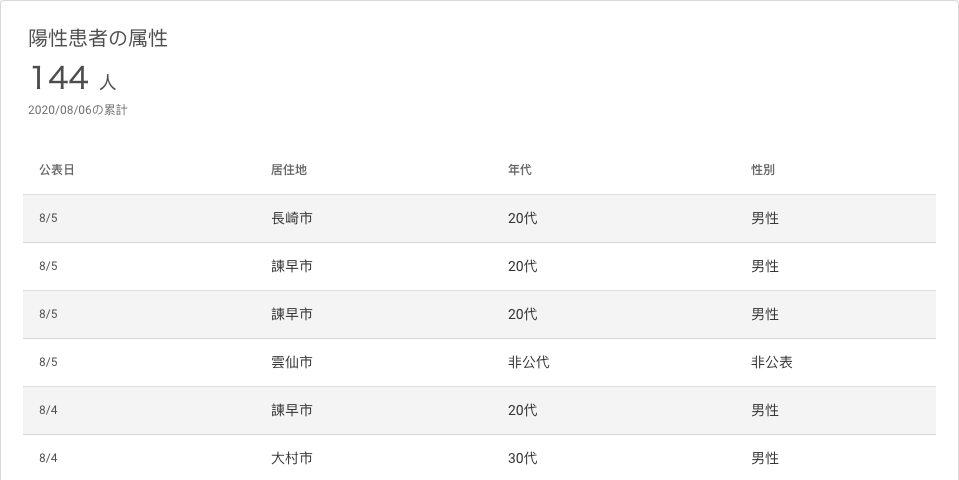 陽性患者の属性
144 人
2020/08/06の累計
公表日 居住地 年代 性別
8/5 長崎市 20代 男性
8/5 諫早市 20代 男性
8/5 諫早市 20代 男性
8/5 雲仙市 非公代 非公表
8/4 諫早市 20代 男性
8/4 大村市 30代 男性